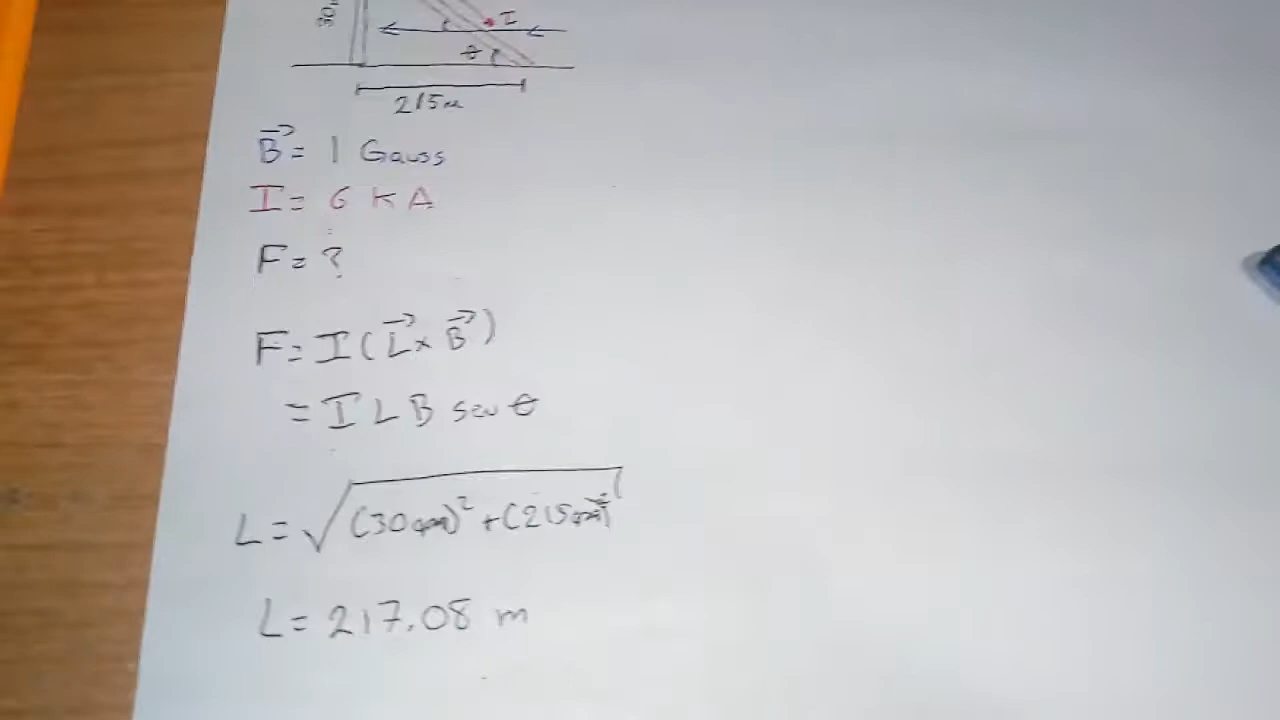 30
I
θ
215m
B = 1 Gauss
I = 6 KA
F = ?
F = I (L x B)
= I L B sen θ
L = √(30m)² + (215m)²
L = 217.08 m